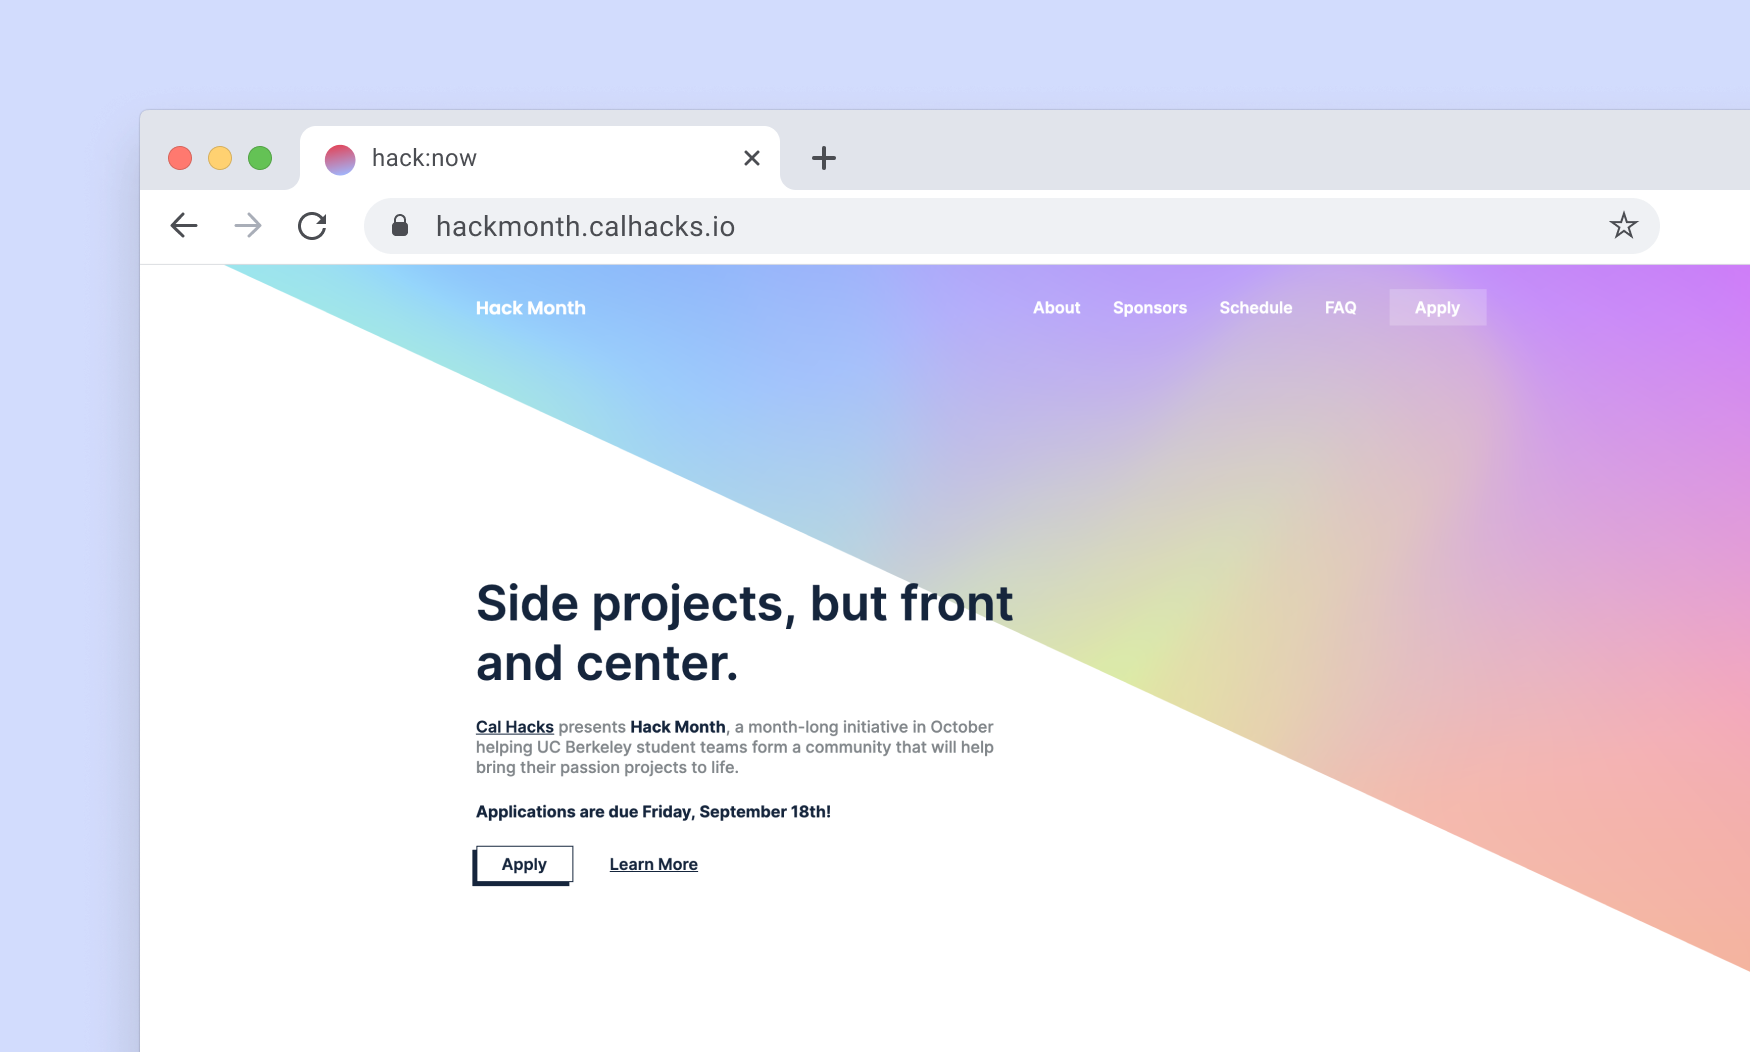 hack:now
hackmonth.calhacks.io
Hack Month
About Sponsors Schedule FAQ Apply
Side projects, but front
and center.
Cal Hacks presents Hack Month, a month-long initiative in October
helping UC Berkeley student teams form a community that will help
bring their passion projects to life.
Applications are due Friday, September 18th!
Apply Learn More